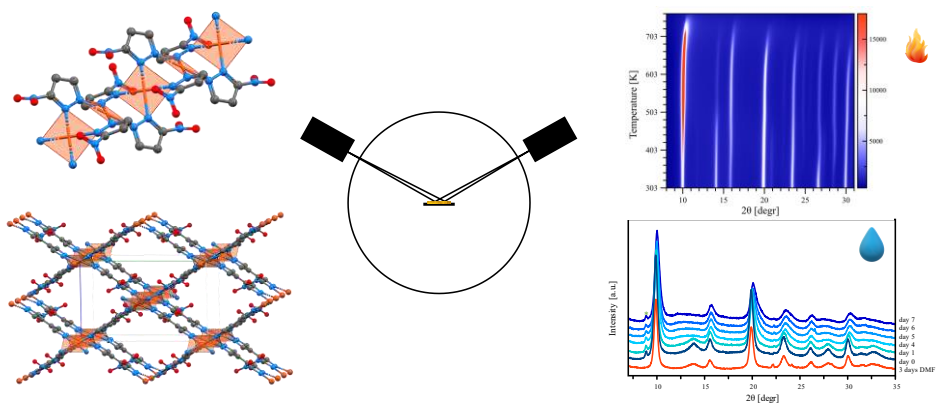 Temperature [K]
703
603
503
403
303
10
15
20
25
30
2θ [degr]
15000
10000
5000
Intensity [a.u.]
day 7
day 6
day 5
day 4
day 1
day 0
3 days DMF
10
15
20
25
30
35
2θ [degr]